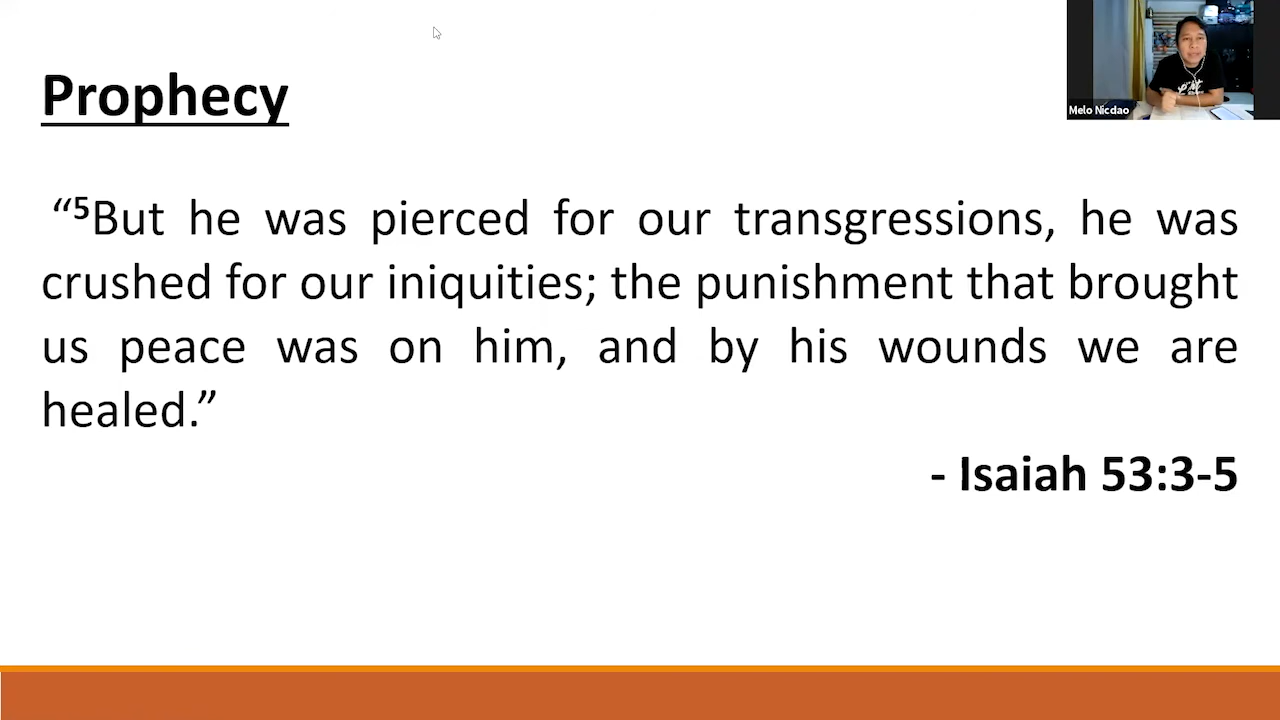 Prophecy
Melo Nicdao
“⁵But he was pierced for our transgressions, he was
crushed for our iniquities; the punishment that brought
us peace was on him, and by his wounds we are
healed.”
- Isaiah 53:3-5